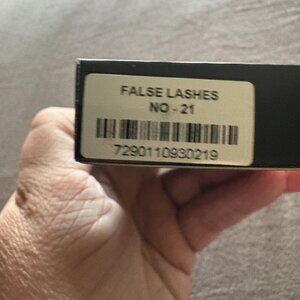 FALSE LASHES
NO - 21
7290110930219